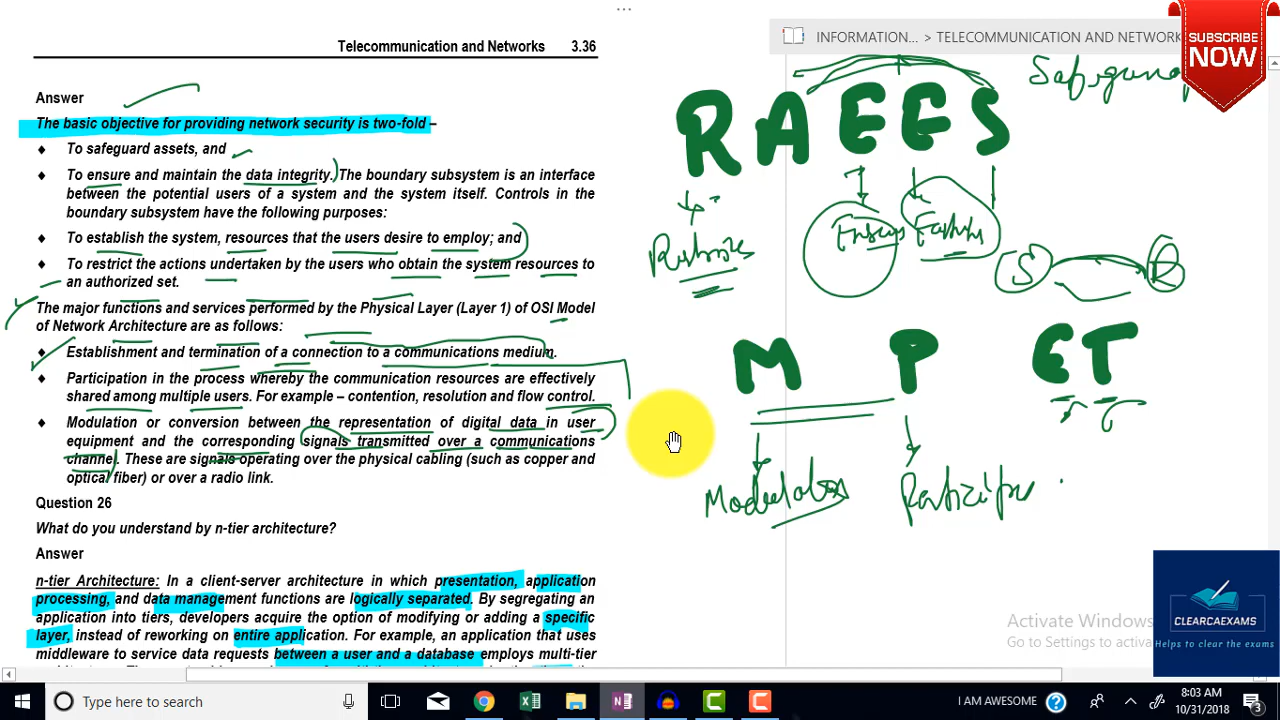 Telecommunication and Networks 3.36
Answer
The basic objective for providing network security is two-fold –
♦ To safeguard assets, and
♦ To ensure and maintain the data integrity. The boundary subsystem is an interface
between the potential users of a system and the system itself. Controls in the
boundary subsystem have the following purposes:
♦ To establish the system, resources that the users desire to employ; and
♦ To restrict the actions undertaken by the users who obtain the system resources to
an authorized set.
The major functions and services performed by the Physical Layer (Layer 1) of OSI Model
of Network Architecture are as follows:
♦ Establishment and termination of a connection to a communications medium.
♦ Participation in the process whereby the communication resources are effectively
shared among multiple users. For example – contention, resolution and flow control.
♦ Modulation or conversion between the representation of digital data in user
equipment and the corresponding signals transmitted over a communications
channel. These are signals operating over the physical cabling (such as copper and
optical fiber) or over a radio link.
Question 26
What do you understand by n-tier architecture?
Answer
n-tier Architecture: In a client-server architecture in which presentation, application
processing, and data management functions are logically separated. By segregating an
application into tiers, developers acquire the option of modifying or adding a specific
layer, instead of reworking on entire application. For example, an application that uses
middleware to service data requests between a user and a database employs multi-tier
INFORMATION... > TELECOMMUNICATION AND NETWORK
SUBSCRIBE
NOW
RAEES
S R
M P ET
Activate Windows
Go to Settings to activa
CLEARCAEXAMS
Helps to clear the exams
Type here to search
I AM AWESOME
8:03 AM
10/31/2018
3